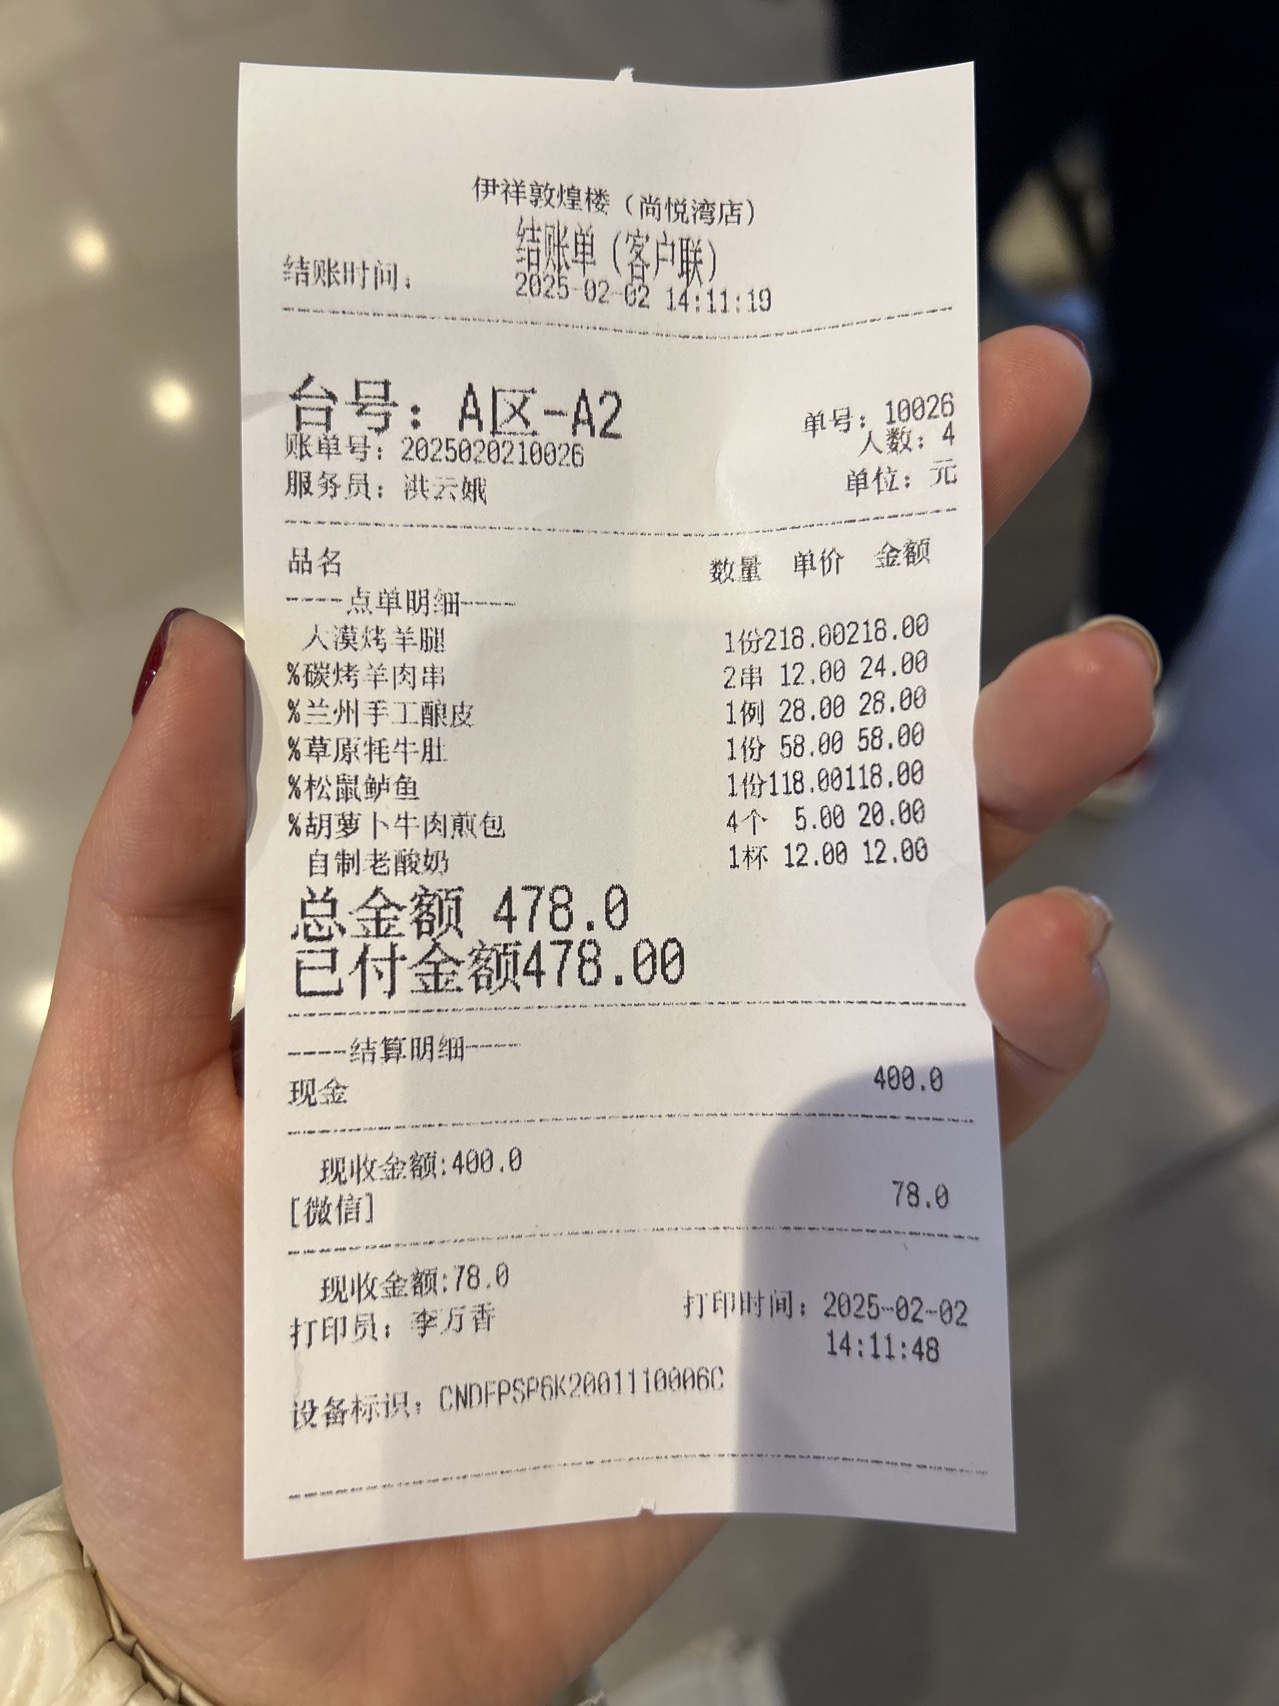 伊祥敦煌楼（尚悦湾店）
结账单（客户联）
结账时间： 2025-02-02 14:11:19
台号：A区-A2
单号：10026
账单号：2025020210026 人数：4
服务员：洪云娥 单位：元
品名 数量 单价 金额
----点单明细----
大漠烤羊腿 1份218.00218.00
%碳烤羊肉串 2串 12.00 24.00
%兰州手工酿皮 1例 28.00 28.00
%草原牦牛肚 1份 58.00 58.00
%松鼠鲈鱼 1份118.00118.00
%胡萝卜牛肉煎包 4个 5.00 20.00
自制老酸奶 1杯 12.00 12.00
总金额 478.0
已付金额478.00
----结算明细----
现金 400.0
现收金额:400.0
[微信] 78.0
现收金额:78.0
打印员：李万香 打印时间：2025-02-02
14:11:48
设备标识：CNDFPSP6K2001110006C